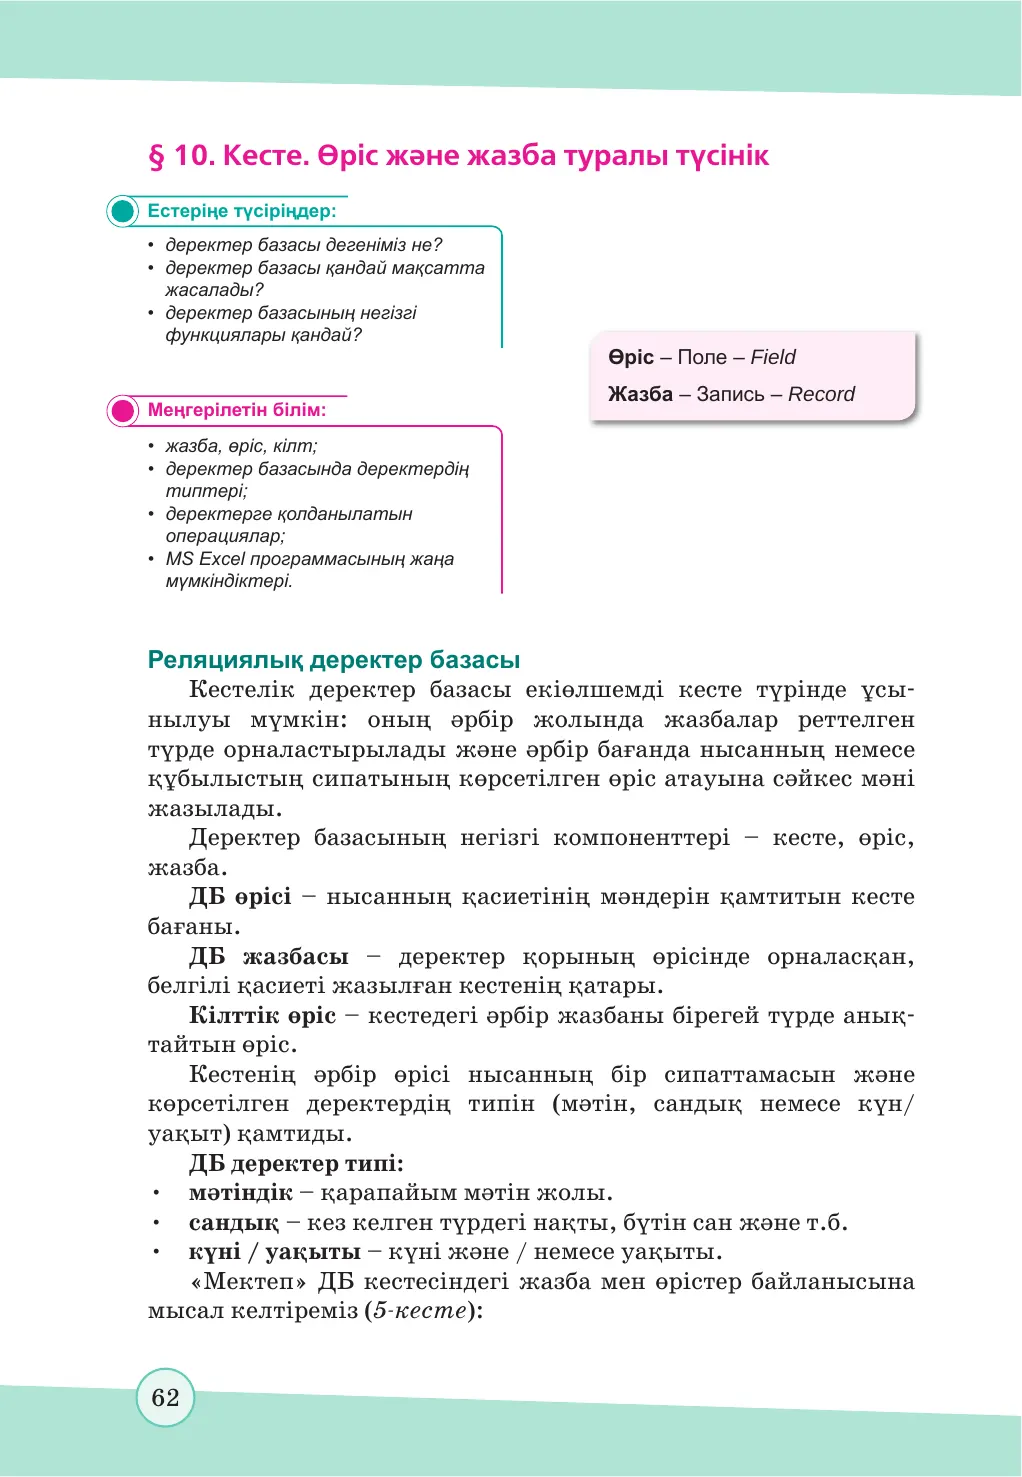 § 10. Кесте. Өріс және жазба туралы түсінік
Естеріңе түсіріңдер:
• деректер базасы дегеніміз не?
• деректер базасы қандай мақсатта
жасалады?
• деректер базасының негізгі
функциялары қандай?
Өріс – Поле – Field
Жазба – Запись – Record
Меңгерілетін білім:
• жазба, өріс, кілт;
• деректер базасында деректердің
типтері;
• деректерге қолданылатын
операциялар;
• MS Excel программасының жаңа
мүмкіндіктері.
Реляциялық деректер базасы
Кестелік деректер базасы екіөлшемді кесте түрінде ұсы-
нылуы мүмкін: оның әрбір жолында жазбалар реттелген
түрде орналастырылады және әрбір бағанда нысанның немесе
құбылыстың сипатының көрсетілген өріс атауына сәйкес мәні
жазылады.
Деректер базасының негізгі компоненттері – кесте, өріс,
жазба.
ДБ өрісі – нысанның қасиетінің мәндерін қамтитын кесте
бағаны.
ДБ жазбасы – деректер қорының өрісінде орналасқан,
белгілі қасиеті жазылған кестенің қатары.
Кілттік өріс – кестедегі әрбір жазбаны бірегей түрде анық-
тайтын өріс.
Кестенің әрбір өрісі нысанның бір сипаттамасын және
көрсетілген деректердің типін (мәтін, сандық немесе күн/
уақыт) қамтиды.
ДБ деректер типі:
• мәтіндік – қарапайым мәтін жолы.
• сандық – кез келген түрдегі нақты, бүтін сан және т.б.
• күні / уақыты – күні және / немесе уақыты.
«Мектеп» ДБ кестесіндегі жазба мен өрістер байланысына
мысал келтіреміз (5-кесте):
62